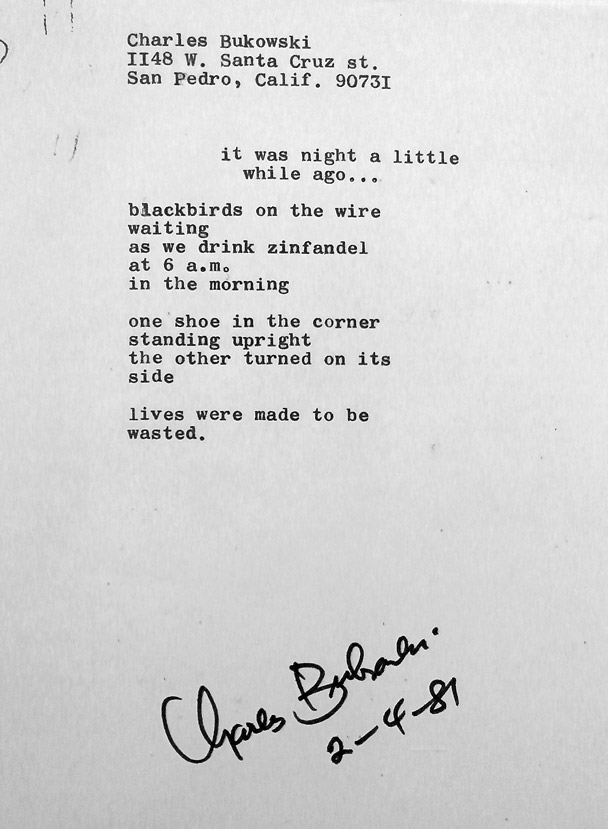 Charles Bukowski
II48 W. Santa Cruz st.
San Pedro, Calif. 9073I
it was night a little
while ago...
blackbirds on the wire
waiting
as we drink zinfandel
at 6 a.m.
in the morning
one shoe in the corner
standing upright
the other turned on its
side
lives were made to be
wasted.
Charles Bukowski
2-4-81